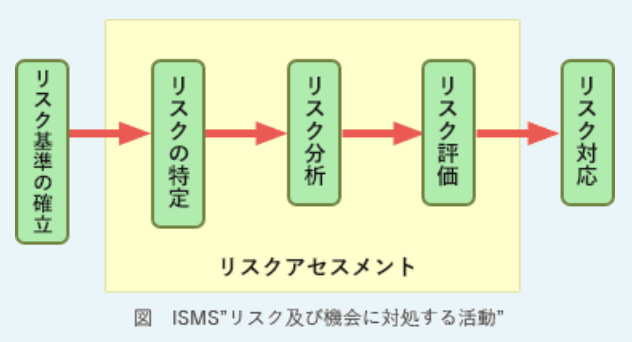 リスク基準の確立
リスクの特定
リスク分析
リスク評価
リスク対応
リスクアセスメント
図　ISMS”リスク及び機会に対処する活動”